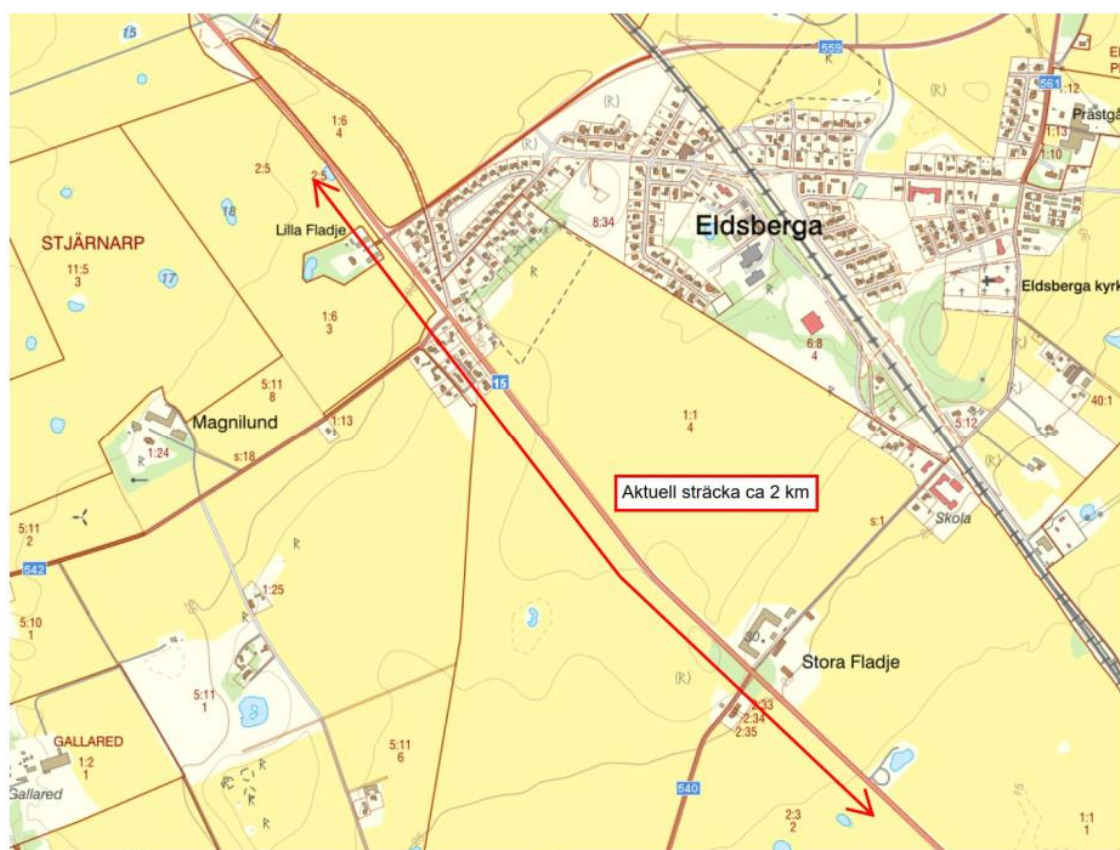 15
559
561
1:12
Prästgå
1:13
1:10
1:6
4
(R)
(R)
(R)
R
2:5
2:5
18
Lilla Fladje
8:34
Eldsberga
STJÄRNARP
11:5
3
17
R
R
Eldsberga kyrk
1:6
3
6:8
4
(R)
15
5:11
8
R
40:1
Magnilund
1:13
1:1
4
5:12
1:24
R
s:18
(R)
Aktuell sträcka ca 2 km
Skola
s:1
5:11
2
R
542
1:25
R
5:10
1
30
Stora Fladje
(R)
5:11
1
2:33
2:34
2:35
GALLARED
1:2
1
5:11
6
540
Gallared
R
R
2:3
2
1:1
1